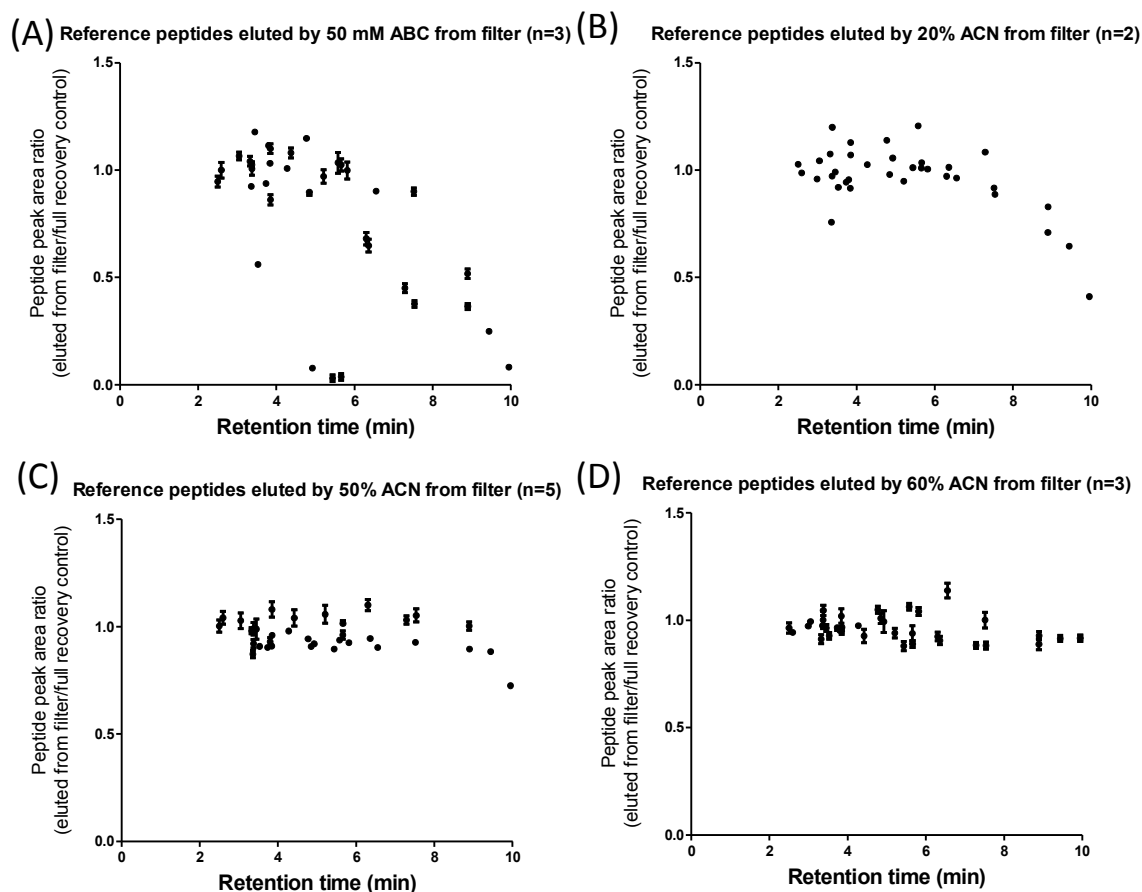 (A)
Reference peptides eluted by 50 mM ABC from filter (n=3)
Peptide peak area ratio
(eluted from filter/full recovery control)
1.5
1.0
0.5
0.0
0 2 4 6 8 10
Retention time (min)
(B)
Reference peptides eluted by 20% ACN from filter (n=2)
Peptide peak area ratio
(eluted from filter/full recovery control)
1.5
1.0
0.5
0.0
0 2 4 6 8 10
Retention time (min)
(C)
Reference peptides eluted by 50% ACN from filter (n=5)
Peptide peak area ratio
(eluted from filter/full recovery control)
1.5
1.0
0.5
0.0
0 2 4 6 8 10
Retention time (min)
(D)
Reference peptides eluted by 60% ACN from filter (n=3)
Peptide peak area ratio
(eluted from filter/full recovery control)
1.5
1.0
0.5
0.0
0 2 4 6 8 10
Retention time (min)